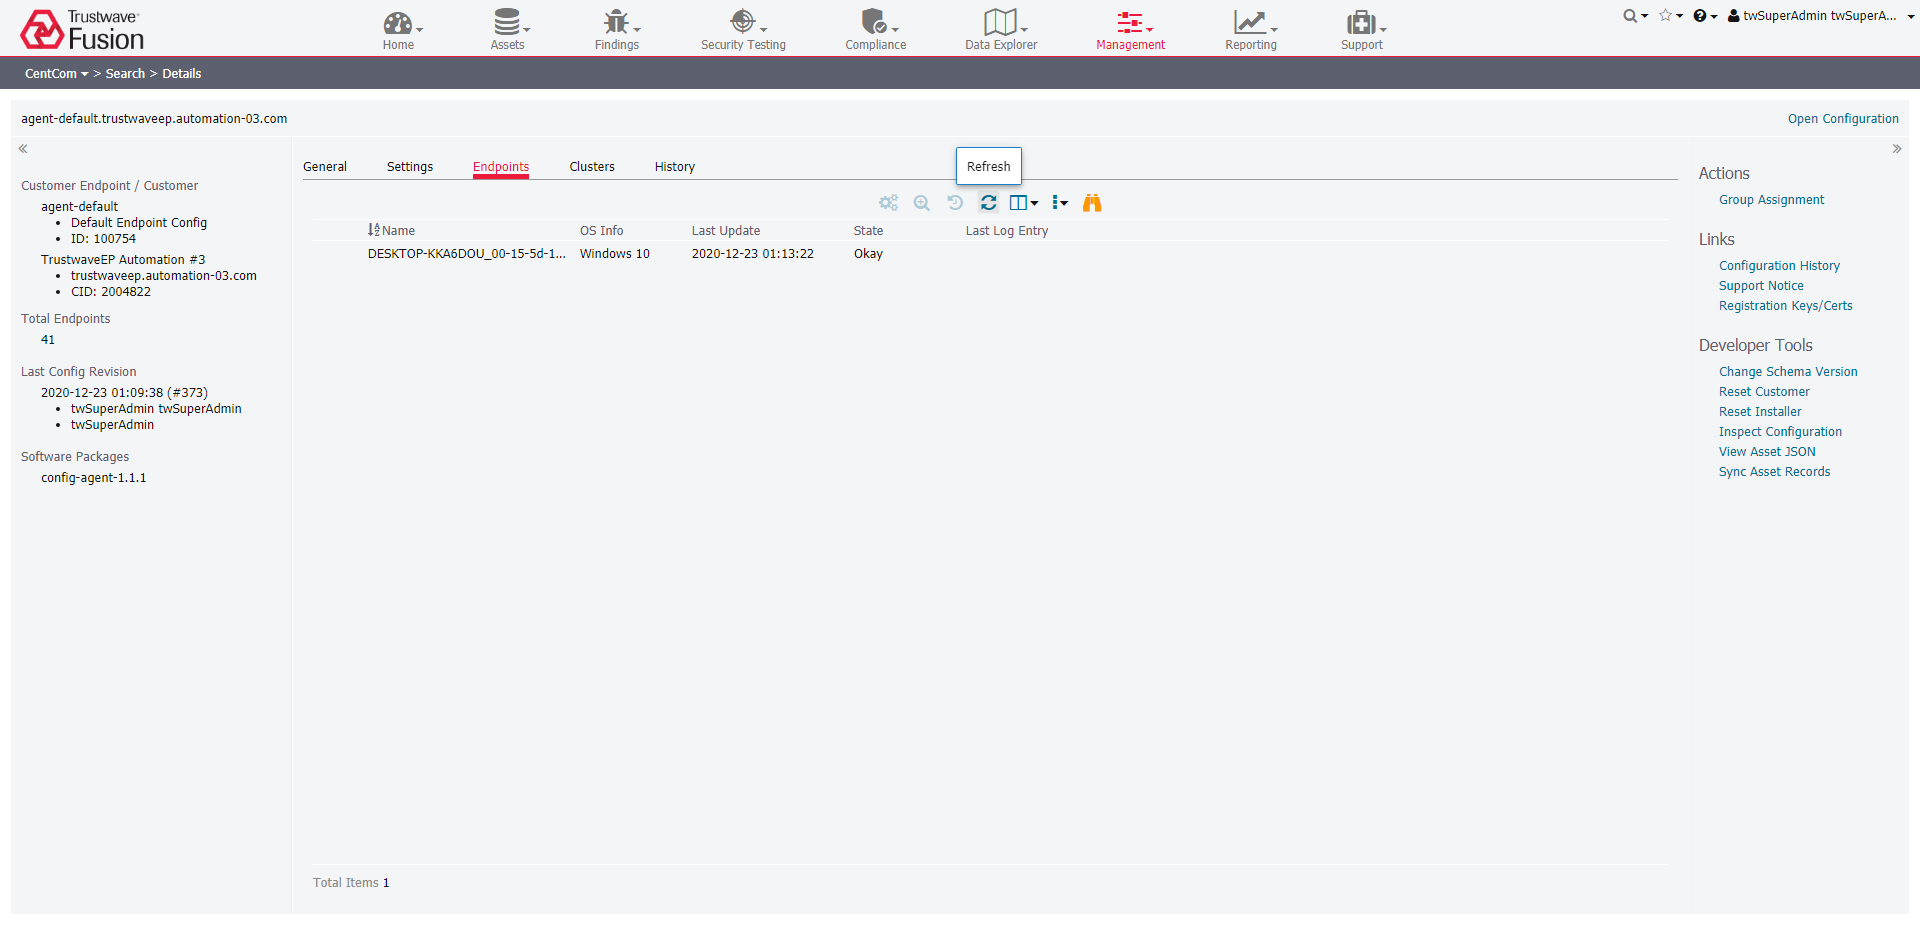 Trustwave
Fusion
Home
Assets
Findings
Security Testing
Compliance
Data Explorer
Management
Reporting
Support
twSuperAdmin twSuperA...
CentCom > Search > Details
agent-default.trustwaveep.automation-03.com
Open Configuration
Customer Endpoint / Customer
agent-default
• Default Endpoint Config
• ID: 100754
TrustwaveEP Automation #3
• trustwaveep.automation-03.com
• CID: 2004822
Total Endpoints
41
Last Config Revision
2020-12-23 01:09:38 (#373)
• twSuperAdmin twSuperAdmin
• twSuperAdmin
Software Packages
config-agent-1.1.1
General Settings Endpoints Clusters History
Refresh
Name OS Info Last Update State Last Log Entry
DESKTOP-KKA6DOU_00-15-5d-1... Windows 10 2020-12-23 01:13:22 Okay
Total Items 1
Actions
Group Assignment
Links
Configuration History
Support Notice
Registration Keys/Certs
Developer Tools
Change Schema Version
Reset Customer
Reset Installer
Inspect Configuration
View Asset JSON
Sync Asset Records